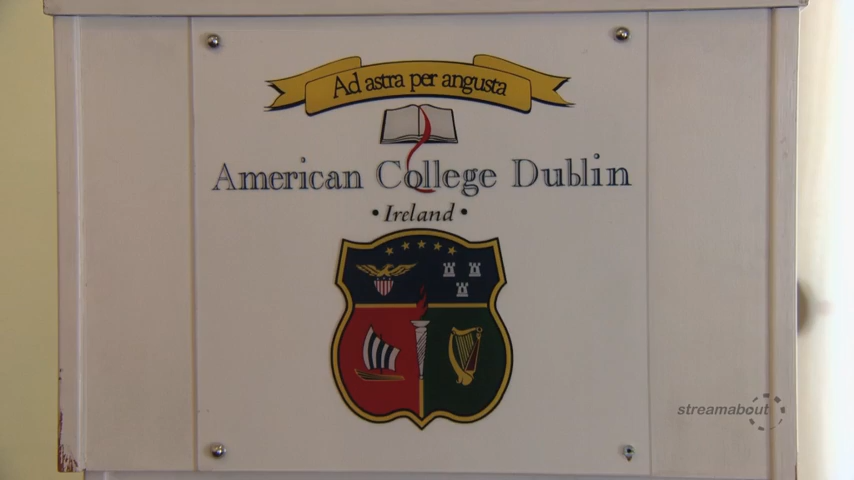 Ad astra per angusta
American College Dublin
• Ireland •
streamabout